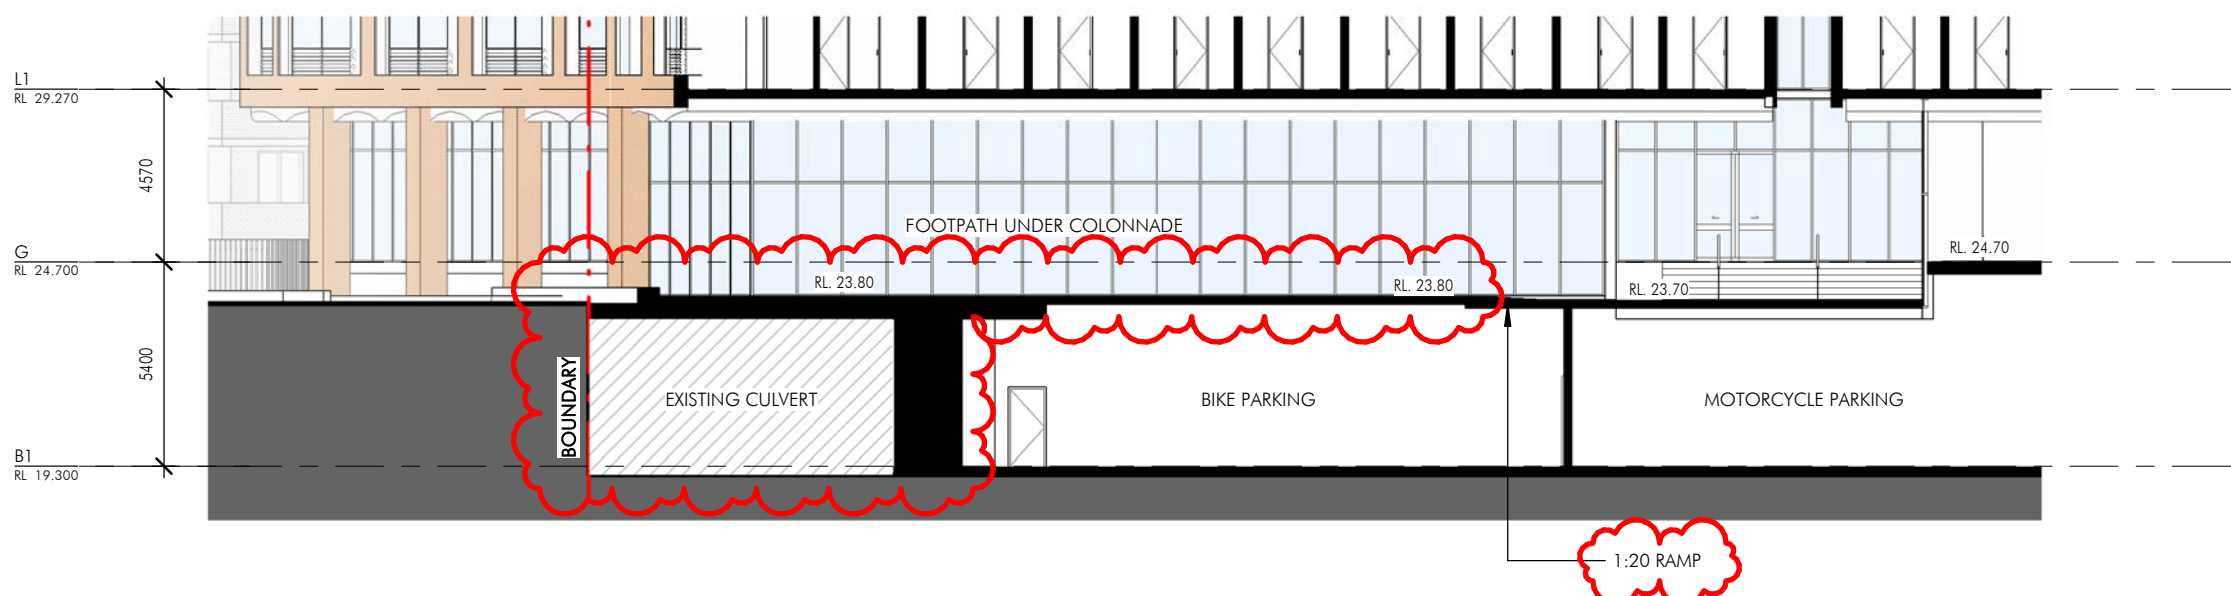 L1
RL 29.270
4570
FOOTPATH UNDER COLONNADE
G
RL 24.700
RL. 24.70
RL. 23.80
RL. 23.80
RL. 23.70
5400
BOUNDARY
EXISTING CULVERT
BIKE PARKING
MOTORCYCLE PARKING
B1
RL 19.300
1:20 RAMP